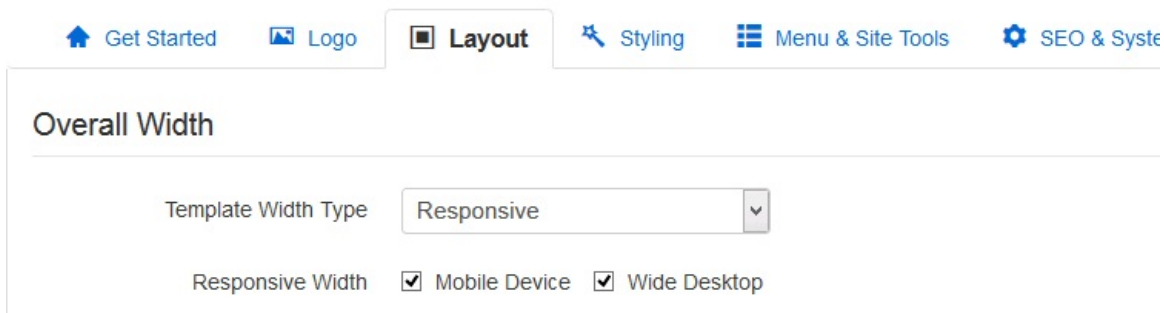 Get Started Logo Layout Styling Menu & Site Tools SEO & Syste
Overall Width
Template Width Type Responsive
Responsive Width Mobile Device Wide Desktop